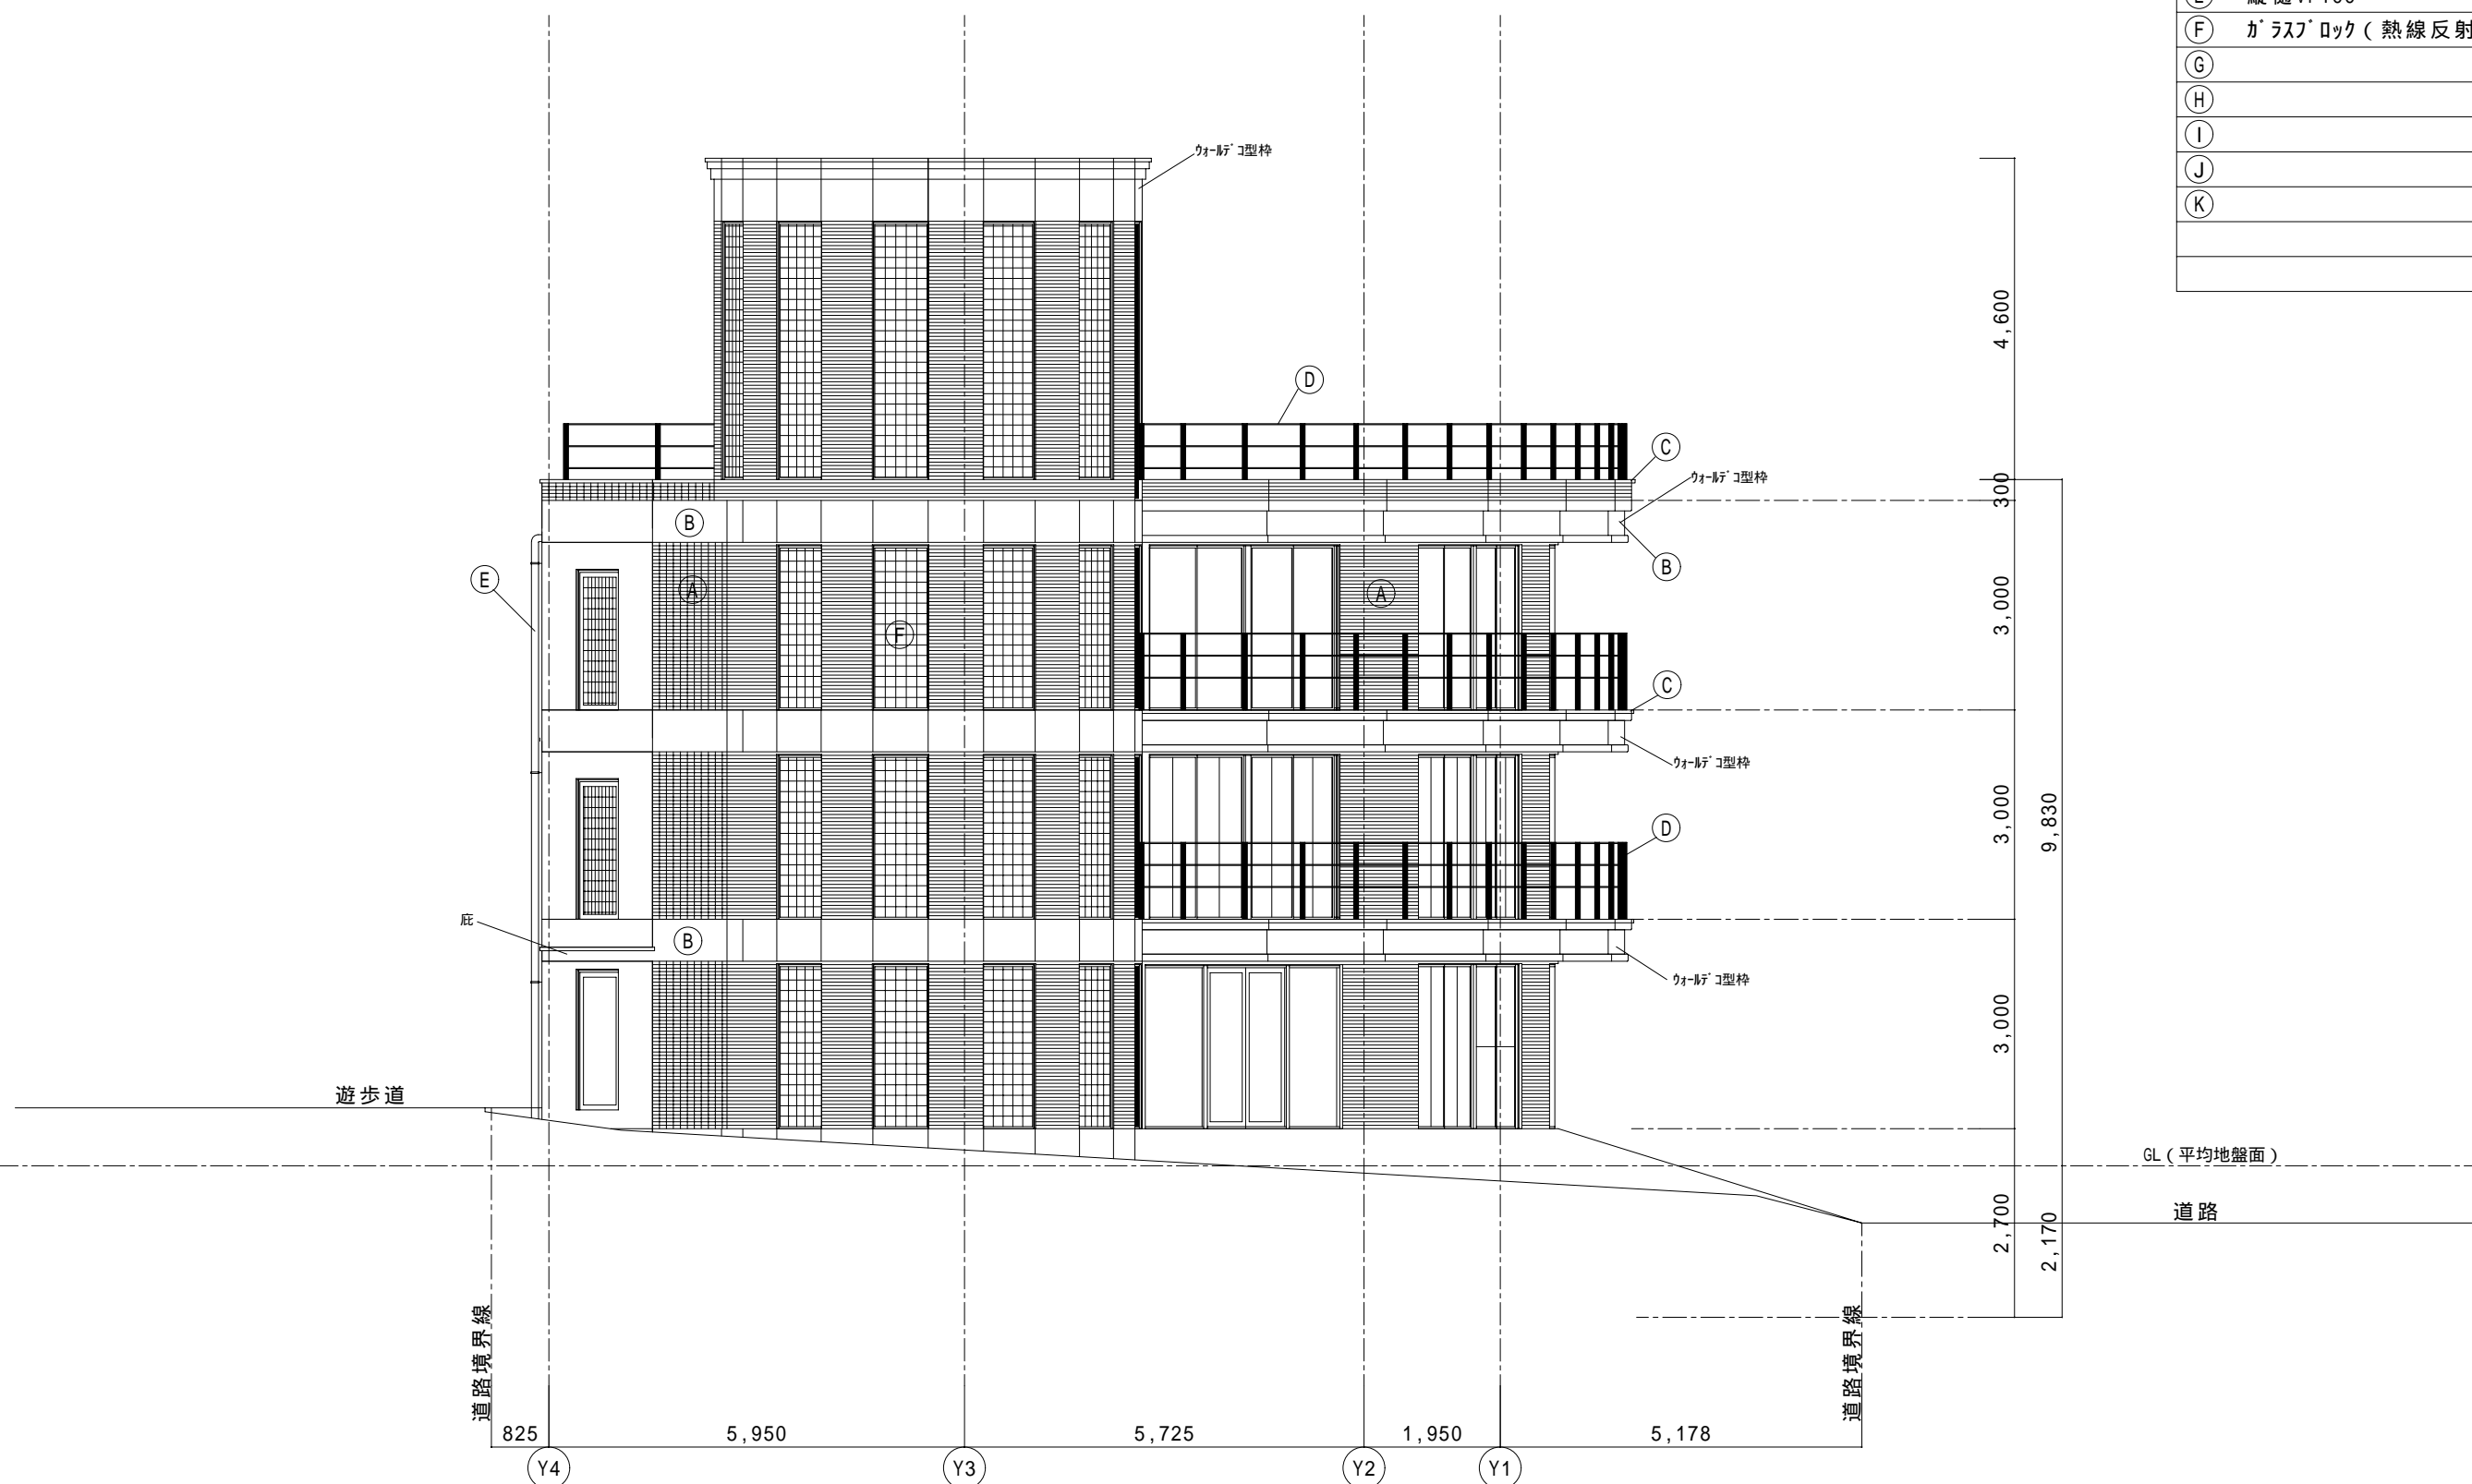 Ⓕ ガラスブロック(熱線反射
Ⓖ
Ⓗ
Ⓘ
Ⓙ
Ⓚ
ウォールデコ型枠
4,600
Ⓓ
Ⓒ
ウォールデコ型枠
300
Ⓑ
Ⓑ
Ⓔ
Ⓐ
Ⓐ
3,000
Ⓕ
Ⓒ
ウォールデコ型枠
3,000
9,830
Ⓓ
庇
Ⓑ
ウォールデコ型枠
3,000
遊歩道
GL(平均地盤面)
道路
2,700
2,170
道路境界線
道路境界線
825
5,950
5,725
1,950
5,178
Y4
Y3
Y2
Y1